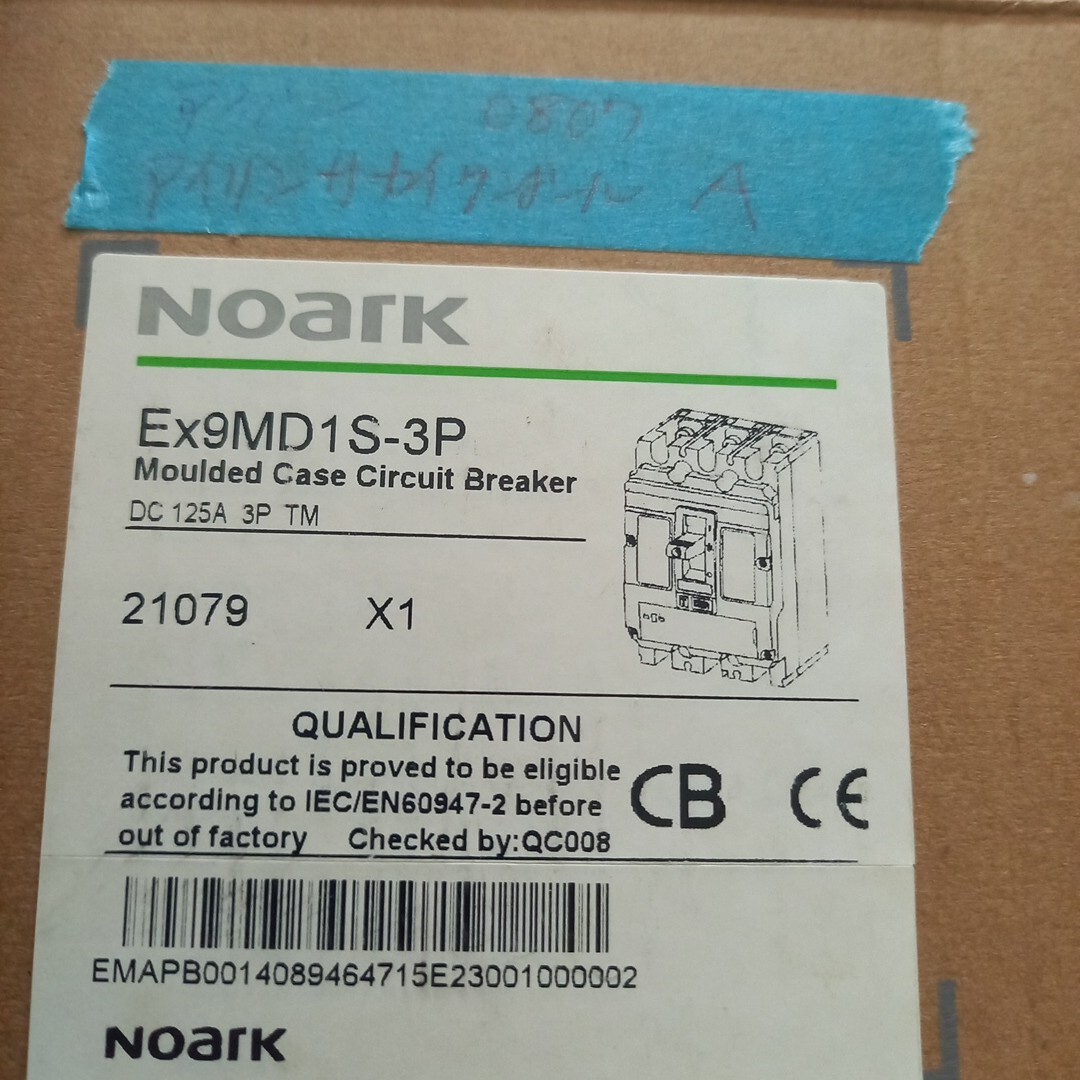 0807
A
NOARK
Ex9MD1S-3P
Moulded Case Circuit Breaker
DC 125A 3P TM
21079 X1
QUALIFICATION
This product is proved to be eligible
according to IEC/EN60947-2 before
out of factory Checked by:QC008
CB CE
EMAPB0014089464715E23001000002
NOARK